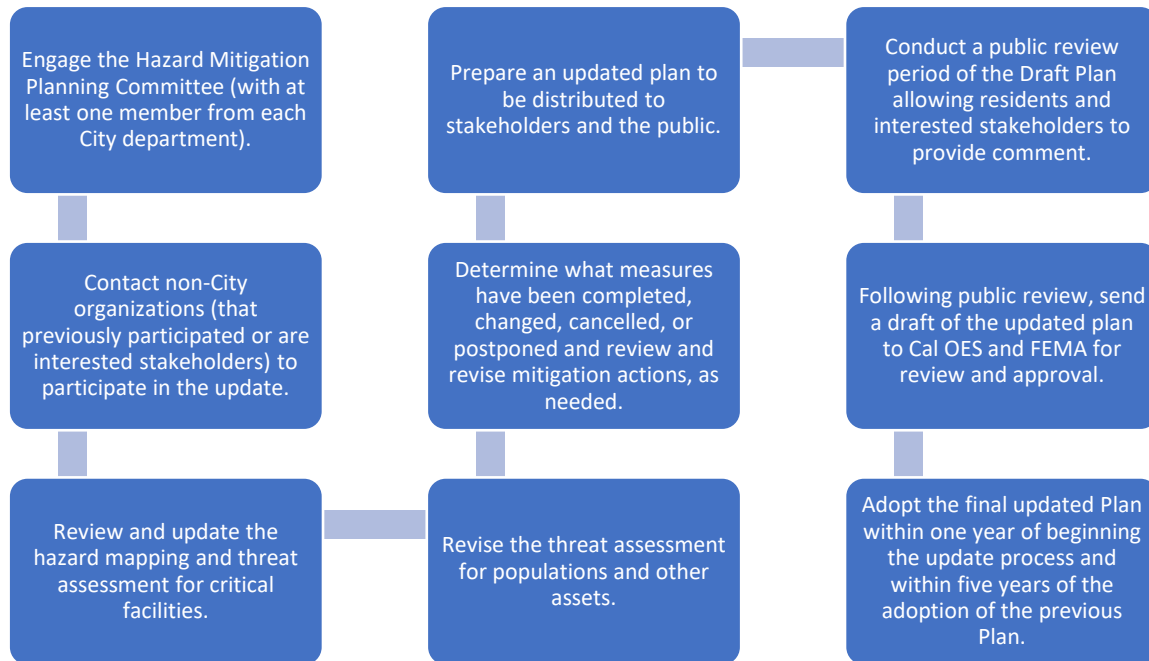 Engage the Hazard Mitigation
Planning Committee (with at
least one member from each
City department).
Contact non-City
organizations (that
previously participated or are
interested stakeholders) to
participate in the update.
Review and update the
hazard mapping and threat
assessment for critical
facilities.
Revise the threat assessment
for populations and other
assets.
Determine what measures
have been completed,
changed, cancelled, or
postponed and review and
revise mitigation actions, as
needed.
Prepare an updated plan to
be distributed to
stakeholders and the public.
Conduct a public review
period of the Draft Plan
allowing residents and
interested stakeholders to
provide comment.
Following public review, send
a draft of the updated plan
to Cal OES and FEMA for
review and approval.
Adopt the final updated Plan
within one year of beginning
the update process and
within five years of the
adoption of the previous
Plan.